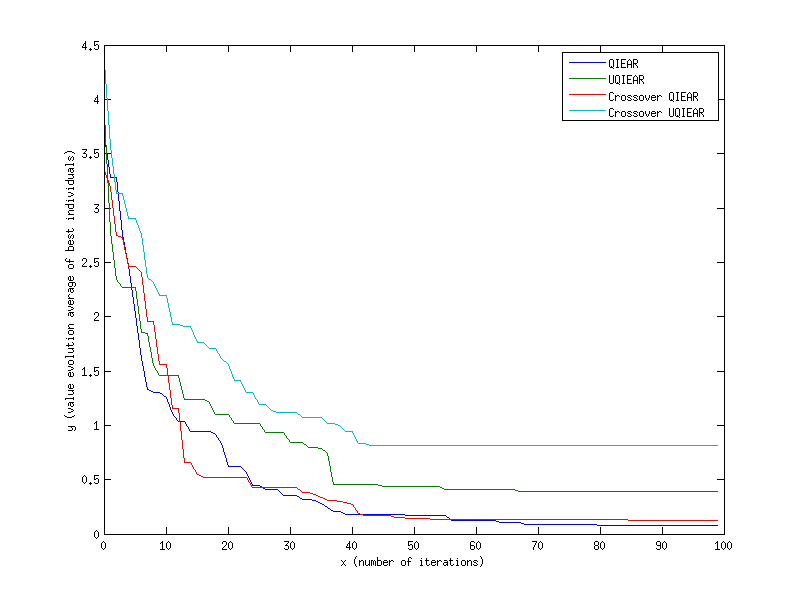 4.5
4
3.5
3
2.5
2
1.5
1
0.5
0
y (value evolution average of best individuals)
QIEAR
UQIEAR
Crossover QIEAR
Crossover UQIEAR
0 10 20 30 40 50 60 70 80 90 100
x (number of iterations)